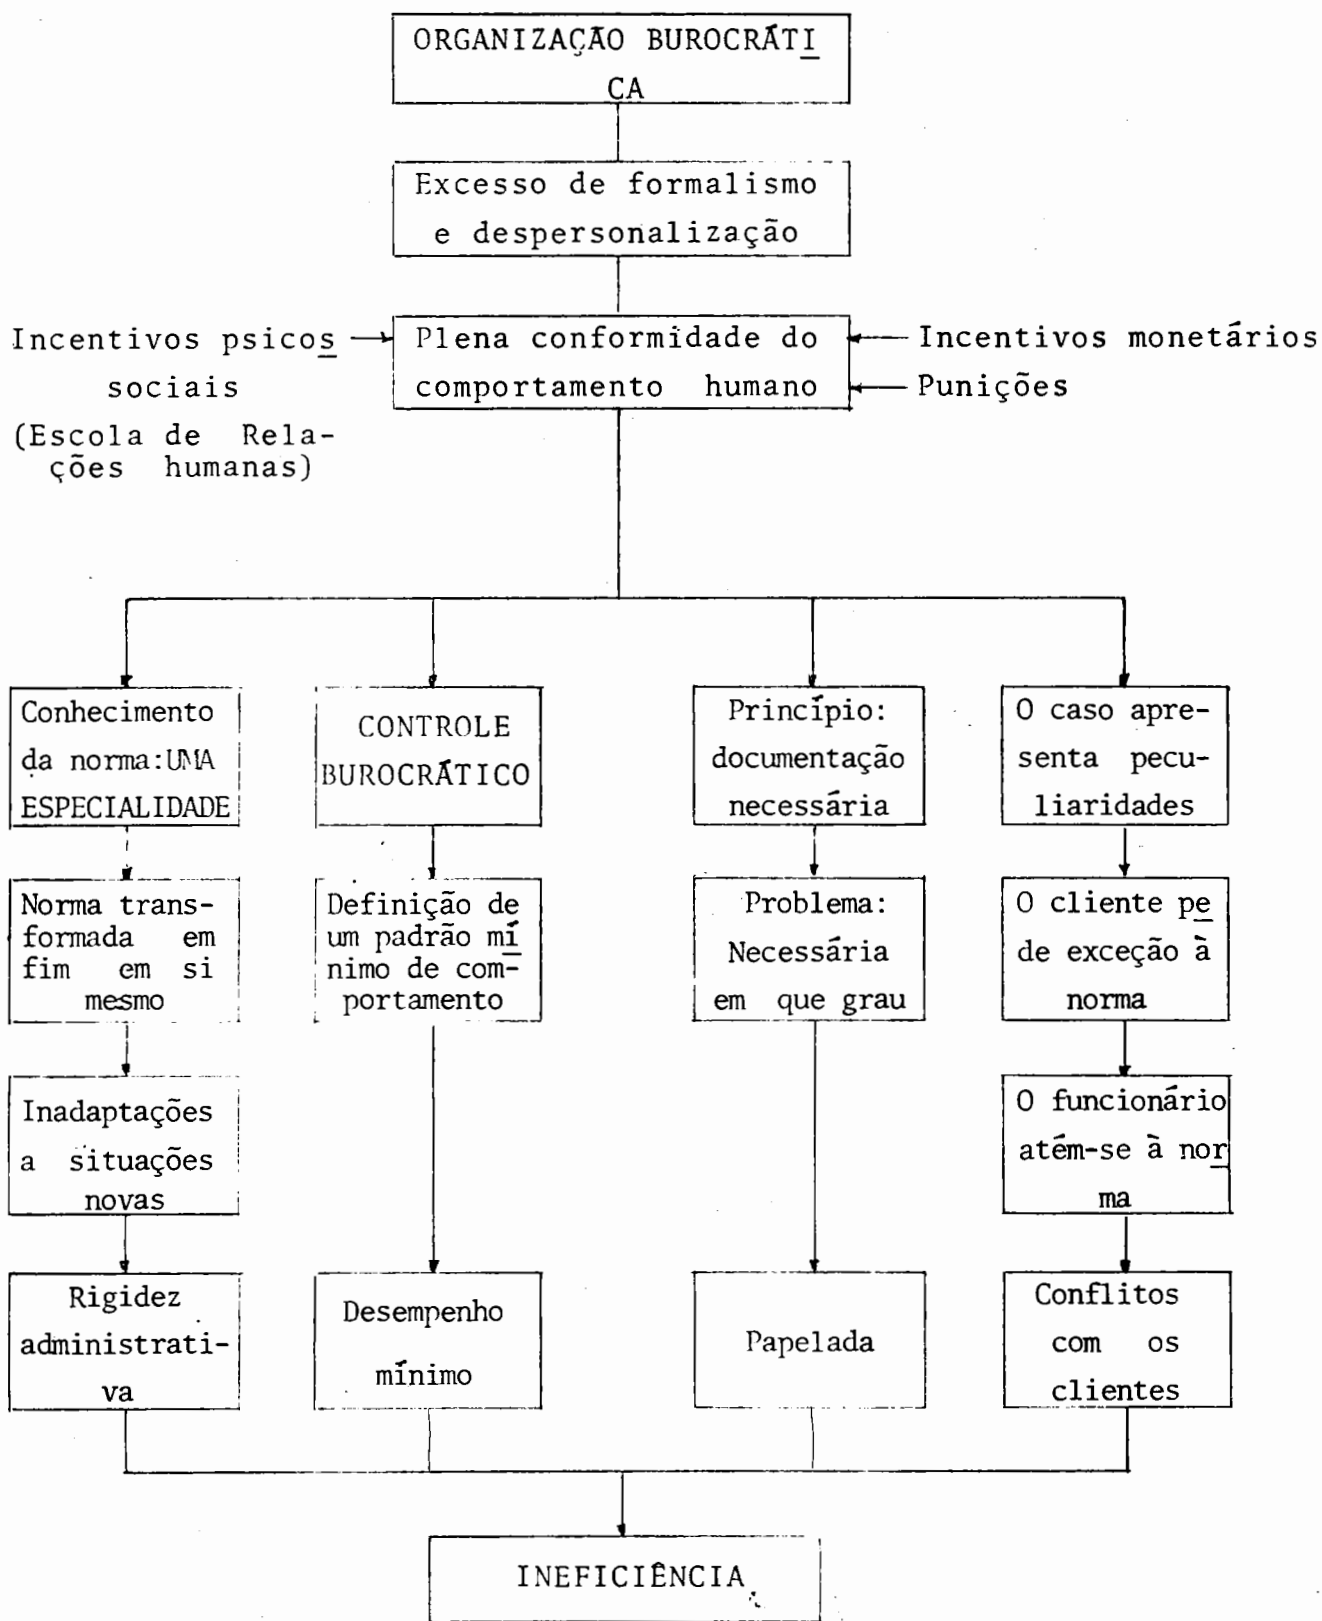 ORGANIZAÇÃO BUROCRÁTI
CA
Excesso de formalismo
e despersonalização
Incentivos psicos
sociais
(Escola de Rela-
ções humanas)
Plena conformidade do
comportamento humano
Incentivos monetários
Punições
Conhecimento
da norma:UMA
ESPECIALIDADE
CONTROLE
BUROCRÁTICO
Princípio:
documentação
necessária
O caso apre-
senta pecu-
liaridades
Norma trans-
formada em
fim em si
mesmo
Definição de
um padrão mí
nimo de com-
portamento
Problema:
Necessária
em que grau
O cliente pe
de exceção à
norma
Inadaptações
a situações
novas
O funcionário
atém-se à nor
ma
Rigidez
administrati-
va
Desempenho
mínimo
Papelada
Conflitos
com os
clientes
INEFICIÊNCIA